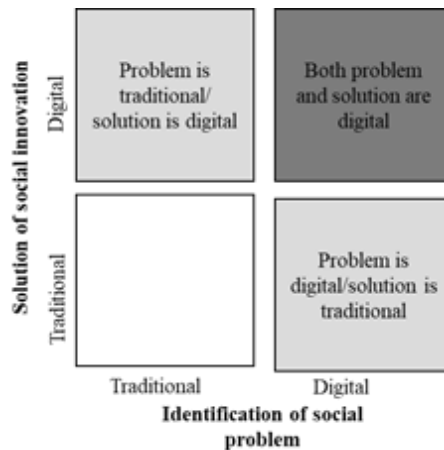 Solution of social innovation
Digital
Traditional
Problem is
traditional/
solution is digital
Both problem
and solution are
digital
Problem is
digital/solution is
traditional
Traditional
Digital
Identification of social
problem